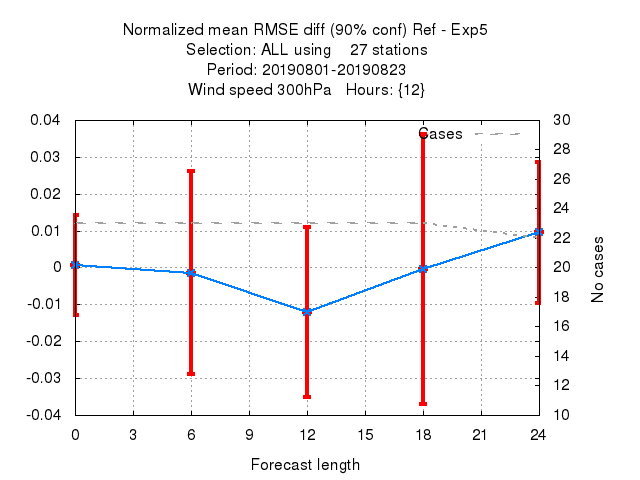 Normalized mean RMSE diff (90% conf) Ref - Exp5
Selection: ALL using    27 stations
Period: 20190801-20190823
Wind speed 300hPa   Hours: {12}
Cases
0.04
0.03
0.02
0.01
0
-0.01
-0.02
-0.03
-0.04
30
28
26
24
22
20
18
16
14
12
10
No cases
0 3 6 9 12 15 18 21 24
Forecast length